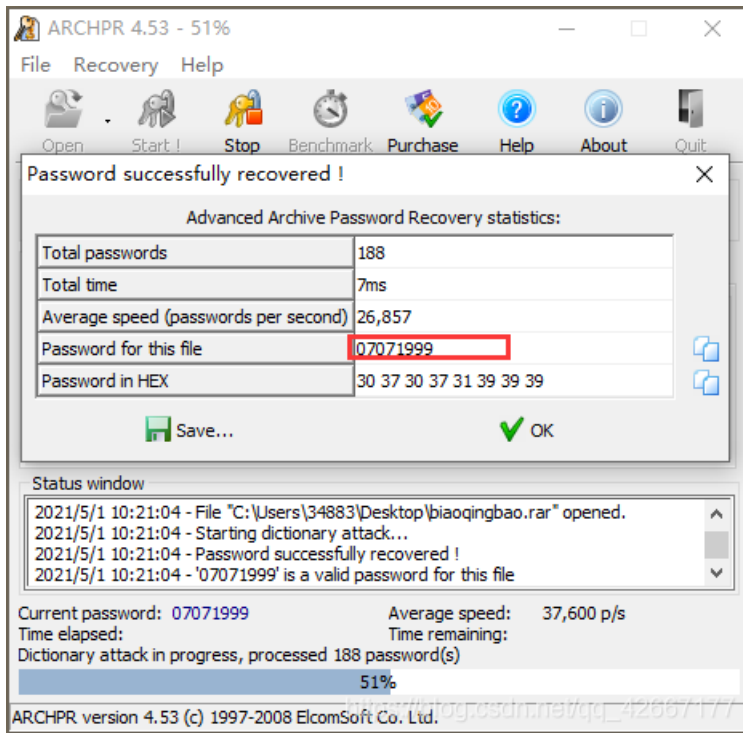 ARCHPR 4.53 - 51%
File Recovery Help
Open Start ! Stop Benchmark Purchase Help About Quit
Password successfully recovered !
Advanced Archive Password Recovery statistics:
Total passwords 188
Total time 7ms
Average speed (passwords per second) 26,857
Password for this file 07071999
Password in HEX 30 37 30 37 31 39 39 39
Save... OK
Status window
2021/5/1 10:21:04 - File "C:\Users\34883\Desktop\biaoqingbao.rar" opened.
2021/5/1 10:21:04 - Starting dictionary attack...
2021/5/1 10:21:04 - Password successfully recovered !
2021/5/1 10:21:04 - '07071999' is a valid password for this file
Current password: 07071999 Average speed: 37,600 p/s
Time elapsed: Time remaining:
Dictionary attack in progress, processed 188 password(s)
51%
ARCHPR version 4.53 (c) 1997-2008 ElcomSoft Co. Ltd.
https://blog.csdn.net/qq_42667177